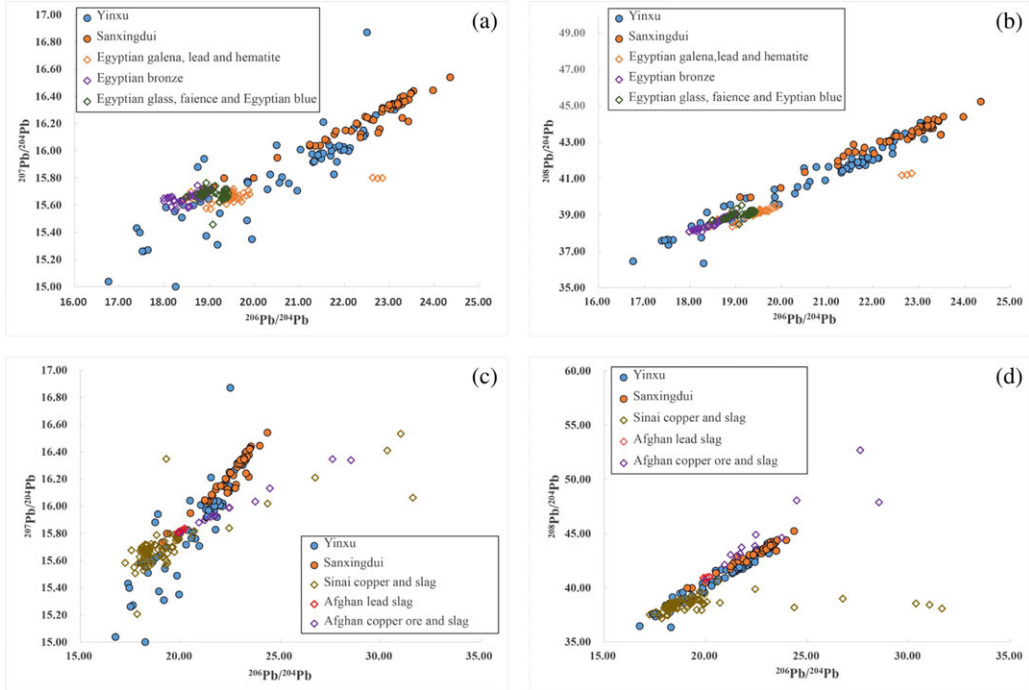 (a)
Yinxu
Sanxingdui
Egyptian galena, lead and hematite
Egyptian bronze
Egyptian glass, faience and Egyptian blue
17.00
16.80
16.60
16.40
16.20
16.00
15.80
15.60
15.40
15.20
15.00
²⁰⁷Pb/²⁰⁴Pb
16.00 17.00 18.00 19.00 20.00 21.00 22.00 23.00 24.00 25.00
²⁰⁶Pb/²⁰⁴Pb
(b)
Yinxu
Sanxingdui
Egyptian galena,lead and hematite
Egyptian bronze
Egyptian glass, faience and Eyptian blue
49.00
47.00
45.00
43.00
41.00
39.00
37.00
35.00
²⁰⁸Pb/²⁰⁴Pb
16.00 17.00 18.00 19.00 20.00 21.00 22.00 23.00 24.00 25.00
²⁰⁶Pb/²⁰⁴Pb
(c)
17.00
16.80
16.60
16.40
16.20
16.00
15.80
15.60
15.40
15.20
15.00
²⁰⁷Pb/²⁰⁴Pb
Yinxu
Sanxingdui
Sinai copper and slag
Afghan lead slag
Afghan copper ore and slag
15.00 20.00 25.00 30.00 35.00
²⁰⁶Pb/²⁰⁴Pb
(d)
Yinxu
Sanxingdui
Sinai copper and slag
Afghan lead slag
Afghan copper ore and slag
60.00
55.00
50.00
45.00
40.00
35.00
²⁰⁸Pb/²⁰⁴Pb
15.00 20.00 25.00 30.00 35.00
²⁰⁶Pb/²⁰⁴Pb